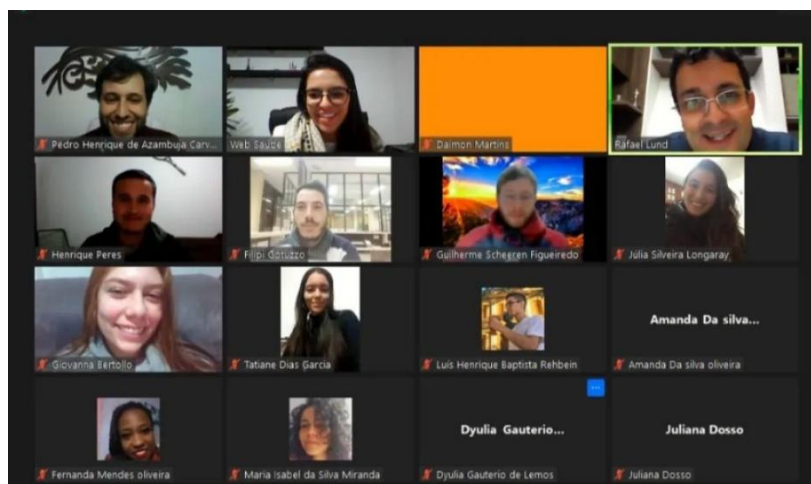 Pedro Henrique de Azambuja Carv...
Web Saude
Daimon Martins
Rafael Lund
Henrique Peres
Filipi Gotuzzo
Guilherme Scheeren Figueiredo
Júlia Silveira Longaray
Giovanna Bertollo
Tatiane Dias Garcia
Luis Henrique Baptista Rehbein
Amanda Da silva...
Amanda Da silva oliveira
Fernanda Mendes oliveira
Maria Isabel da Silva Miranda
Dyulia Gauterio...
Dyulia Gauterio de Lemos
Juliana Dosso
Juliana Dosso